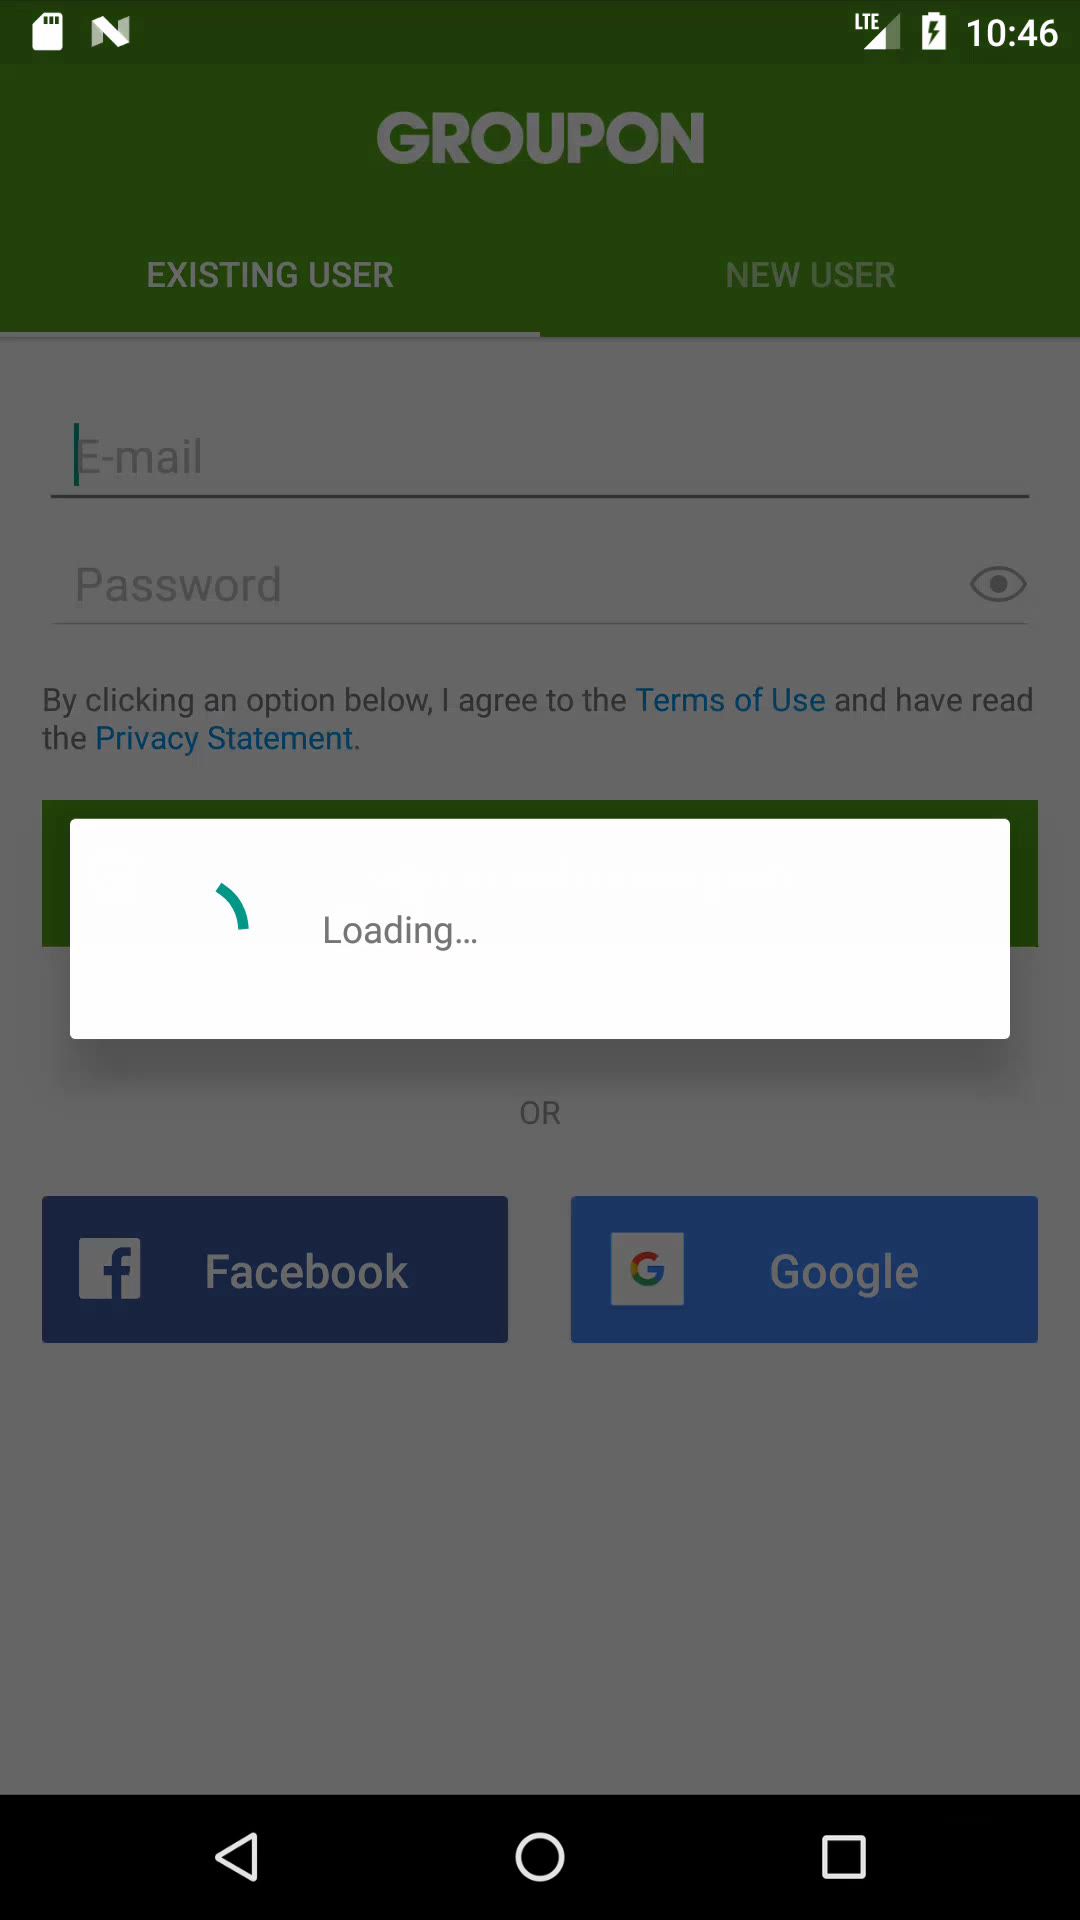 LTE 10:46
GROUPON
EXISTING USER
NEW USER
E-mail
Password
By clicking an option below, I agree to the Terms of Use and have read
the Privacy Statement.
Loading...
OR
Facebook
Google